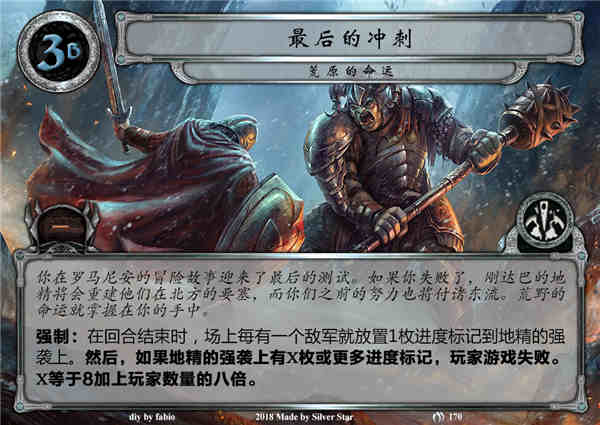 3B
最后的冲刺
荒原的命运
你在罗马尼安的冒险故事迎来了最后的测试。如果你失败了，刚达巴的地
精将会重建他们在北方的要塞，而你们之前的努力也将付诸东流。荒野的
命运就掌握在你的手中。
强制：在回合结束时，场上每有一个敌军就放置1枚进度标记到地精的强
袭上。然后，如果地精的强袭上有X枚或更多进度标记，玩家游戏失败。
X等于8加上玩家数量的八倍。
diy by fabio
2018 Made by Silver Star
170